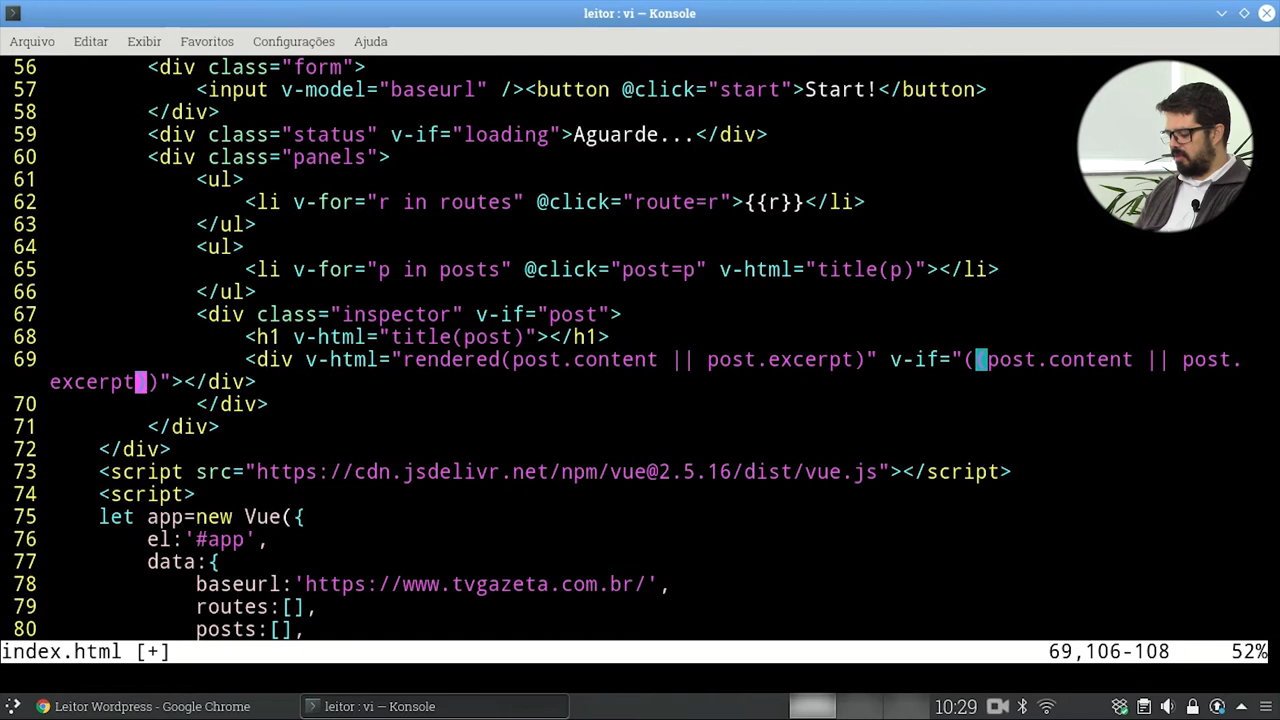 leitor : vi — Konsole
Arquivo Editar Exibir Favoritos Configurações Ajuda
56 <div class="form">
57 <input v-model="baseurl" /><button @click="start">Start!</button>
58 </div>
59 <div class="status" v-if="loading">Aguarde...</div>
60 <div class="panels">
61 <ul>
62 <li v-for="r in routes" @click="route=r">{{r}}</li>
63 </ul>
64 <ul>
65 <li v-for="p in posts" @click="post=p" v-html="title(p)"></li>
66 </ul>
67 <div class="inspector" v-if="post">
68 <h1 v-html="title(post)"></h1>
69 <div v-html="rendered(post.content || post.excerpt)" v-if="((post.content || post.
excerpt))"></div>
70 </div>
71 </div>
72 </div>
73 <script src="https://cdn.jsdelivr.net/npm/vue@2.5.16/dist/vue.js"></script>
74 <script>
75 let app=new Vue({
76 el:'#app',
77 data:{
78 baseurl:'https://www.tvgazeta.com.br/',
79 routes:[],
80 posts:[],
index.html [+] 69,106-108 52%
Leitor Wordpress - Google Chrome leitor : vi — Konsole 10:29